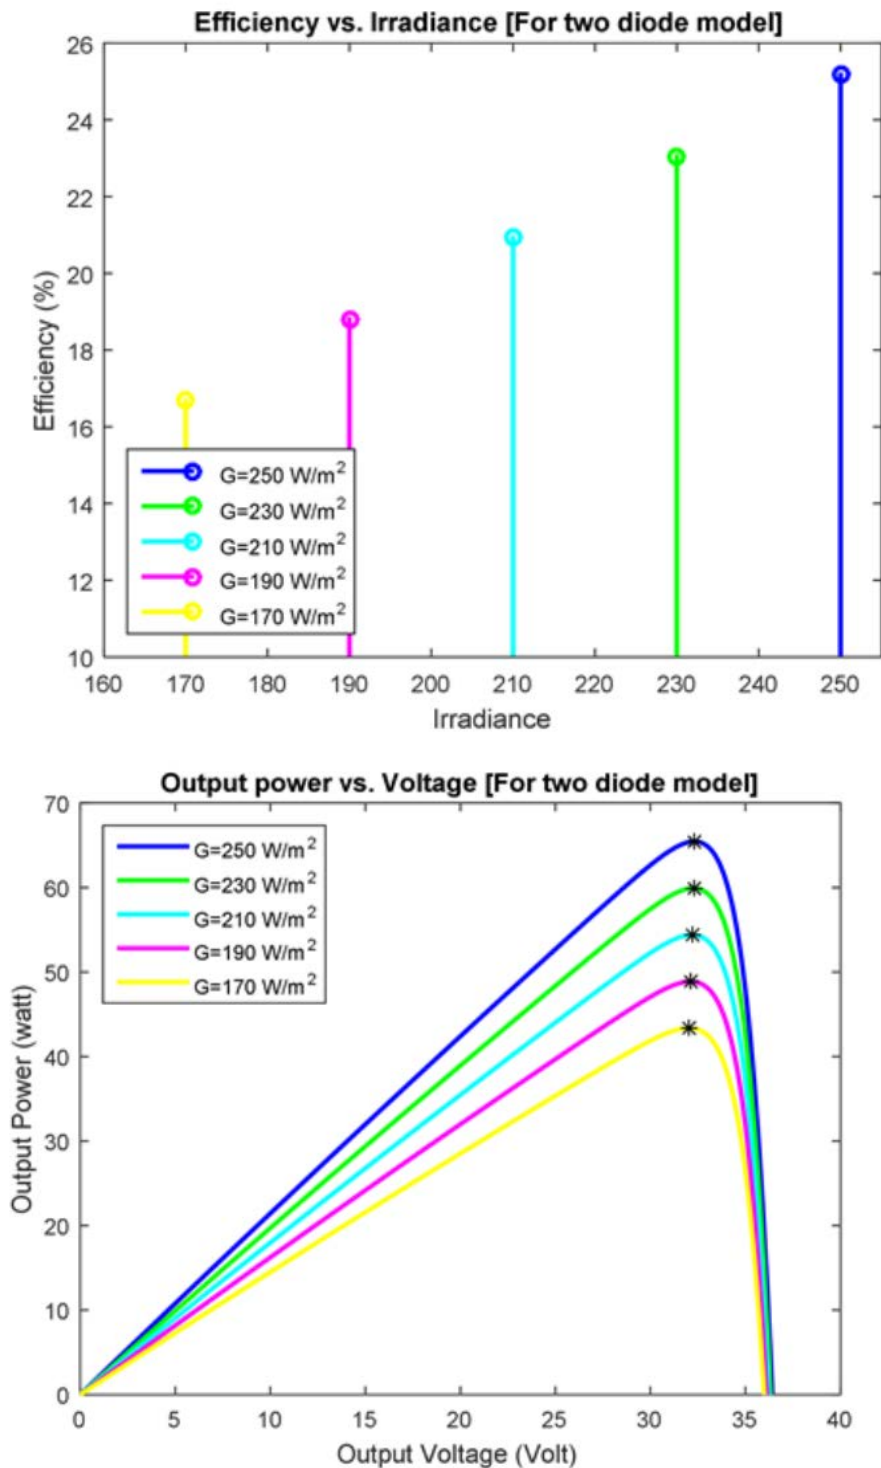 Efficiency vs. Irradiance [For two diode model]
26
24
22
20
18
16
14
12
10
Efficiency (%)
G=250 W/m²
G=230 W/m²
G=210 W/m²
G=190 W/m²
G=170 W/m²
160 170 180 190 200 210 220 230 240 250
Irradiance
Output power vs. Voltage [For two diode model]
70
60
50
40
30
20
10
0
Output Power (watt)
G=250 W/m²
G=230 W/m²
G=210 W/m²
G=190 W/m²
G=170 W/m²
0 5 10 15 20 25 30 35 40
Output Voltage (Volt)